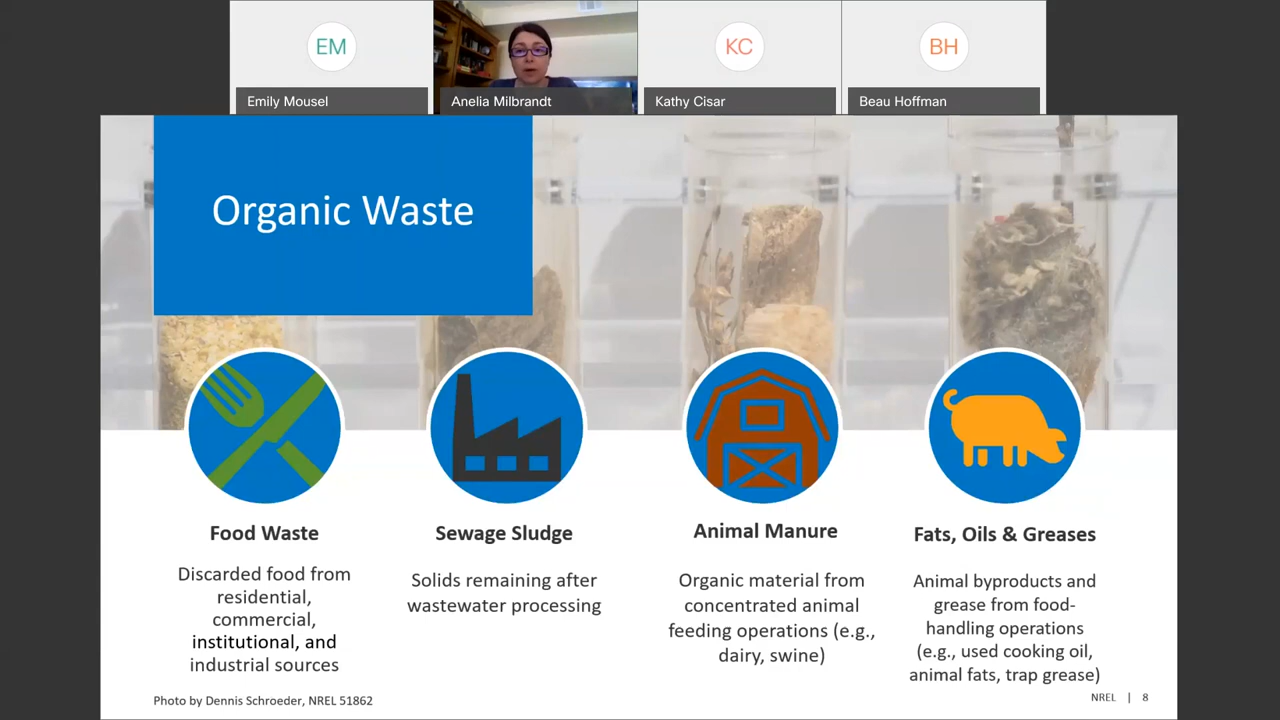 EM
KC
BH
Emily Mousel
Anelia Milbrandt
Kathy Cisar
Beau Hoffman
Organic Waste
Food Waste
Discarded food from
residential,
commercial,
institutional, and
industrial sources
Sewage Sludge
Solids remaining after
wastewater processing
Animal Manure
Organic material from
concentrated animal
feeding operations (e.g.,
dairy, swine)
Fats, Oils & Greases
Animal byproducts and
grease from food-
handling operations
(e.g., used cooking oil,
animal fats, trap grease)
Photo by Dennis Schroeder, NREL 51862
NREL | 8